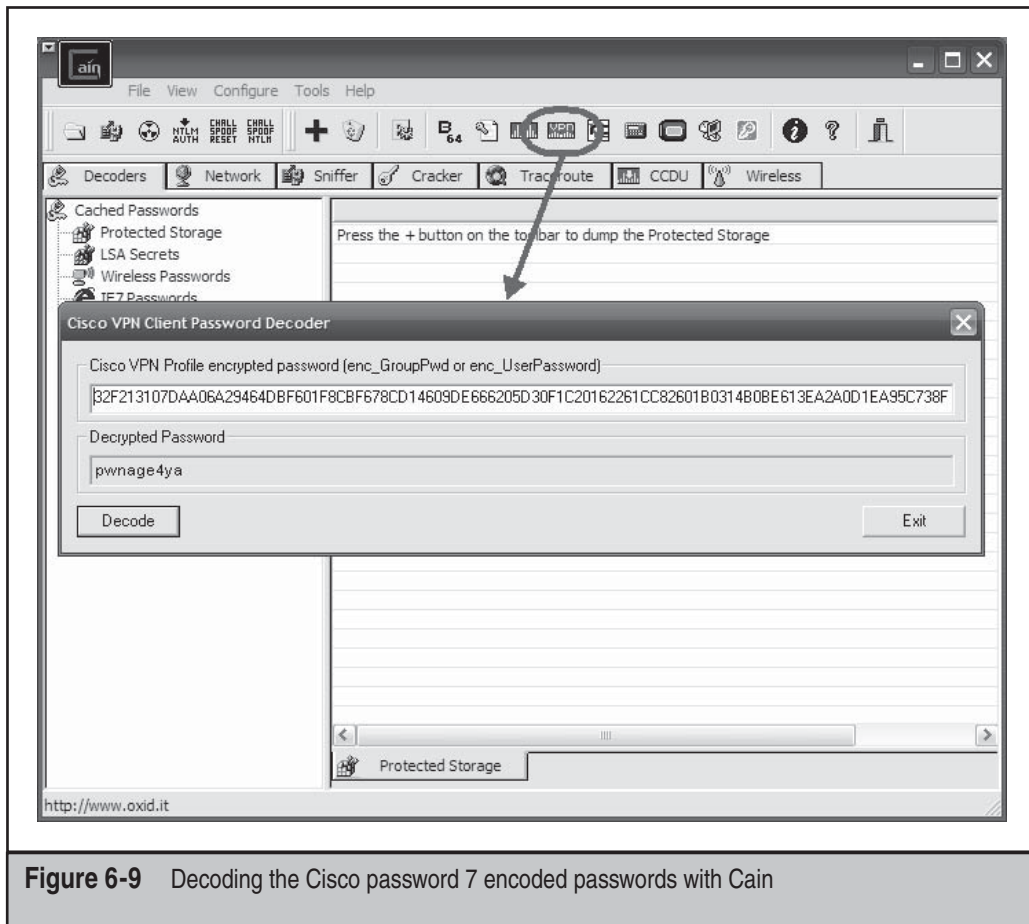 aín
File View Configure Tools Help
NTLM AUTH
CHALL SPOOF RESET
CHALL SPOOF NTLM
B64
VPN
Decoders Network Sniffer Cracker Traceroute CCDU Wireless
Cached Passwords
Protected Storage
LSA Secrets
Wireless Passwords
IE7 Passwords
Press the + button on the toolbar to dump the Protected Storage
Cisco VPN Client Password Decoder
Cisco VPN Profile encrypted password (enc_GroupPwd or enc_UserPassword)
32F213107DAA06A29464DBF601F8CBF678CD14609DE666205D30F1C20162261CC82601B0314B0BE613EA2A0D1EA95C738F
Decrypted Password
pwnage4ya
Decode Exit
Protected Storage
http://www.oxid.it
Figure 6-9 Decoding the Cisco password 7 encoded passwords with Cain